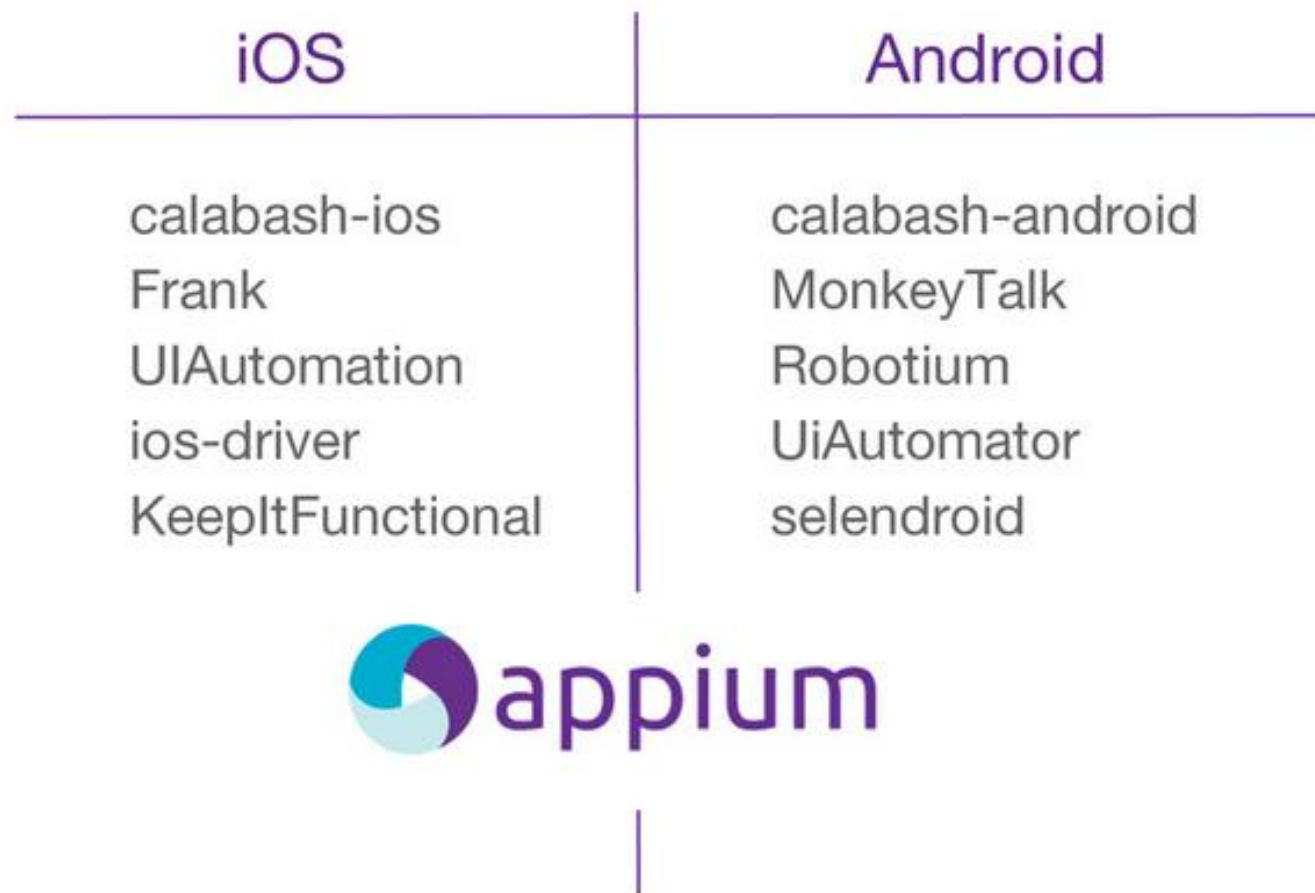 iOS
Android
calabash-ios
Frank
UIAutomation
ios-driver
KeepItFunctional
calabash-android
MonkeyTalk
Robotium
UiAutomator
selendroid
appium